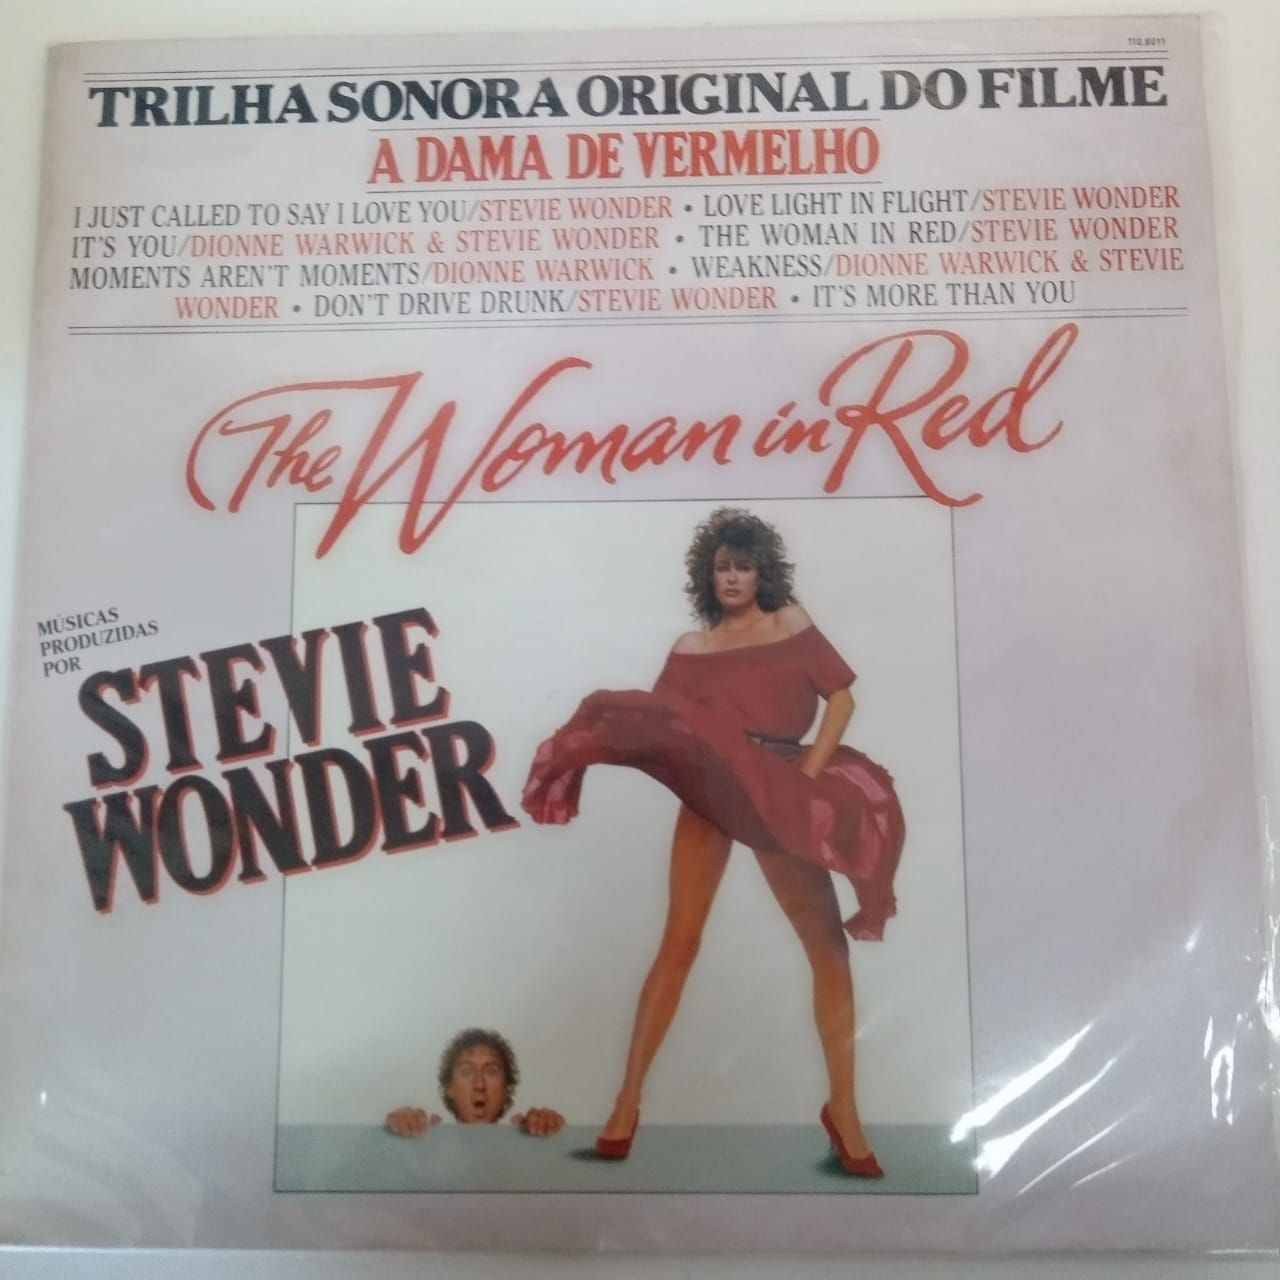 110.8011
TRILHA SONORA ORIGINAL DO FILME
A DAMA DE VERMELHO
I JUST CALLED TO SAY I LOVE YOU/STEVIE WONDER • LOVE LIGHT IN FLIGHT/STEVIE WONDER
IT'S YOU/DIONNE WARWICK & STEVIE WONDER • THE WOMAN IN RED/STEVIE WONDER
MOMENTS AREN'T MOMENTS/DIONNE WARWICK • WEAKNESS/DIONNE WARWICK & STEVIE
WONDER • DON'T DRIVE DRUNK/STEVIE WONDER • IT'S MORE THAN YOU
The Woman in Red
MÚSICAS
PRODUZIDAS
POR
STEVIE
WONDER